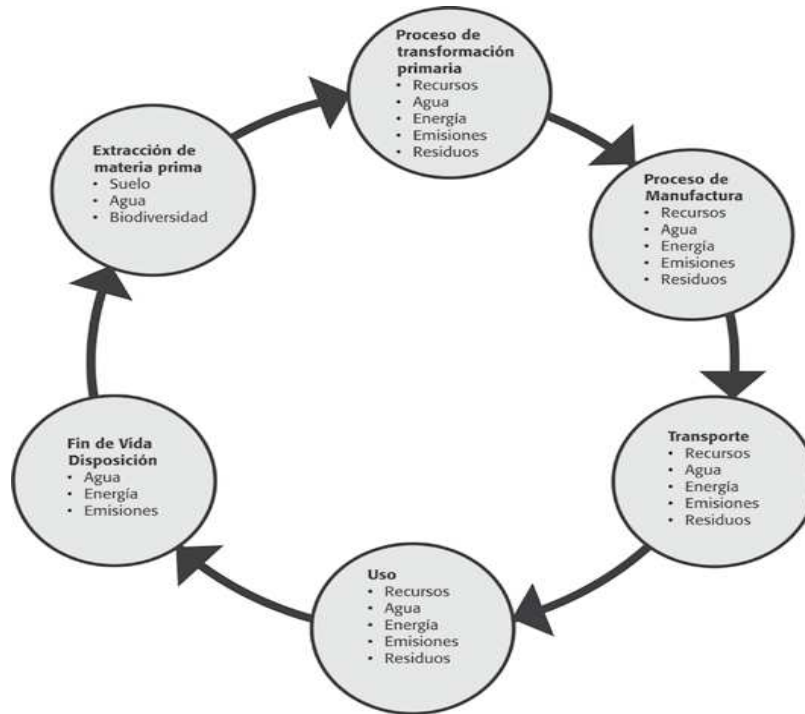 Proceso de
transformación
primaria
• Recursos
• Agua
• Energía
• Emisiones
• Residuos
Proceso de
Manufactura
• Recursos
• Agua
• Energía
• Emisiones
• Residuos
Transporte
• Recursos
• Agua
• Energía
• Emisiones
• Residuos
Uso
• Recursos
• Agua
• Energía
• Emisiones
• Residuos
Fin de Vida
Disposición
• Agua
• Energía
• Emisiones
Extracción de
materia prima
• Suelo
• Agua
• Biodiversidad